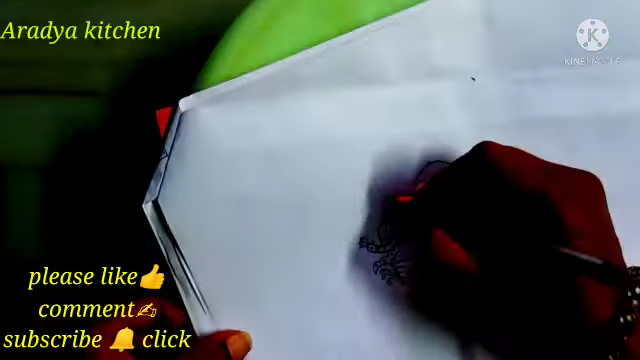 Aradya kitchen
KINEMASTER
please like👍
comment✍
subscribe 🔔 click